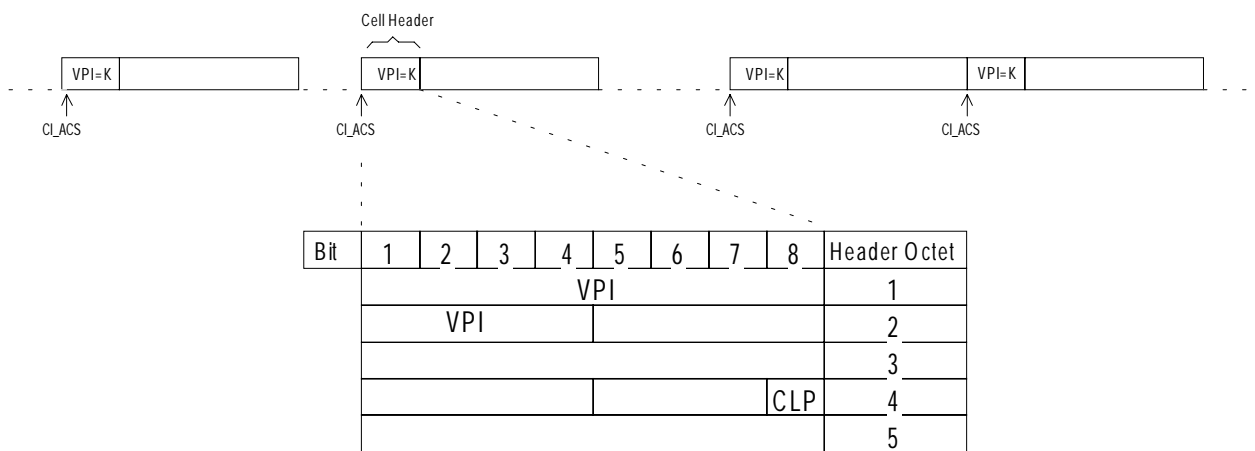 Cell Header
VPI=K VPI=K VPI=K VPI=K
CI_ACS CI_ACS CI_ACS CI_ACS
Bit 1 2 3 4 5 6 7 8 Header Octet
VPI 1
VPI 2
3
CLP 4
5